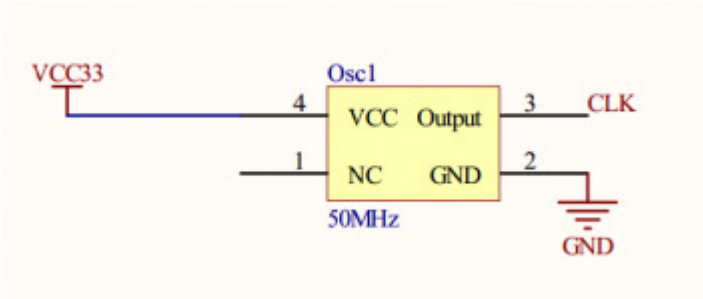 VCC33
Osc1
4
VCC
Output
3
CLK
1
NC
GND
2
50MHz
GND